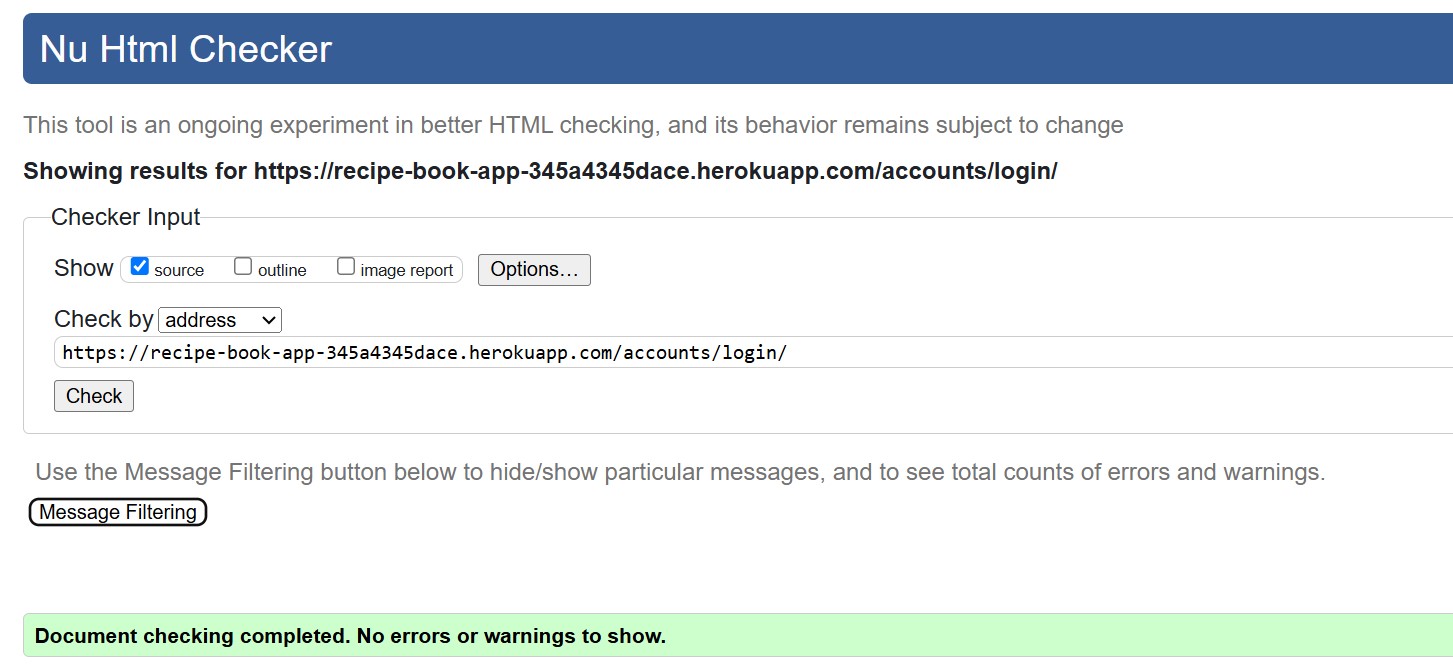 Nu Html Checker
This tool is an ongoing experiment in better HTML checking, and its behavior remains subject to change
Showing results for https://recipe-book-app-345a4345dace.herokuapp.com/accounts/login/
Checker Input
Show source outline image report Options...
Check by address
https://recipe-book-app-345a4345dace.herokuapp.com/accounts/login/
Check
Use the Message Filtering button below to hide/show particular messages, and to see total counts of errors and warnings.
Message Filtering
Document checking completed. No errors or warnings to show.